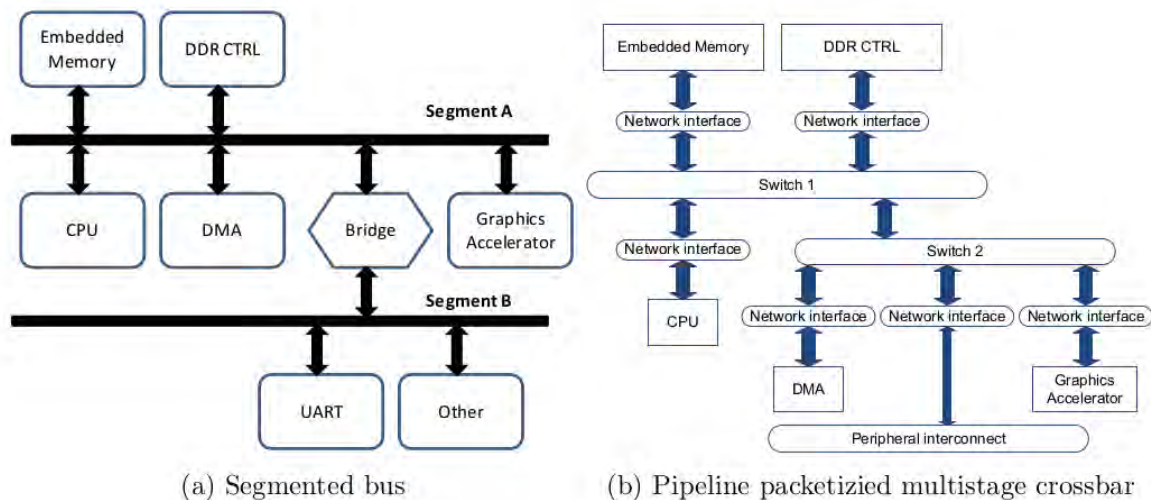 Embedded
Memory
DDR CTRL
Segment A
CPU
DMA
Bridge
Graphics
Accelerator
Segment B
UART
Other
(a) Segmented bus
Embedded Memory
DDR CTRL
Network interface
Network interface
Switch 1
Network interface
Switch 2
CPU
Network interface
Network interface
Network interface
DMA
Graphics
Accelerator
Peripheral interconnect
(b) Pipeline packetizied multistage crossbar